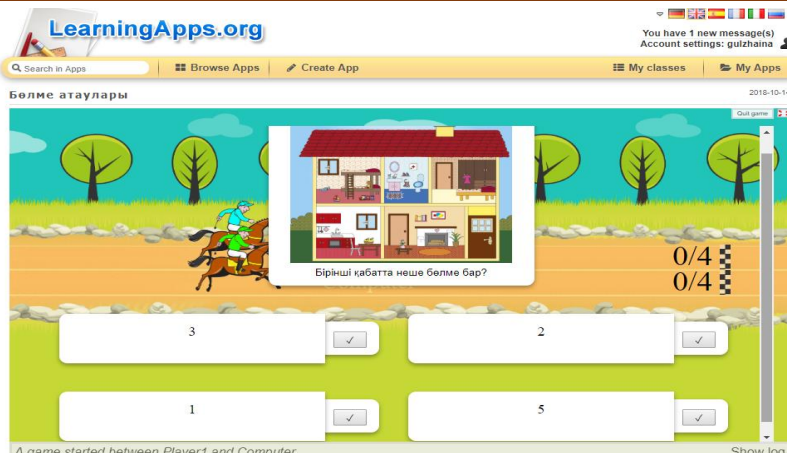 LearningApps.org
You have 1 new message(s)
Account settings: gulzhaina
Search in Apps
Browse Apps
Create App
My classes
My Apps
Бөлме атаулары
2018-10-1
Quit game
Бірінші қабатта неше бөлме бар?
0/4
0/4
3
2
1
5
A game started between Player1 and Computer
Show log